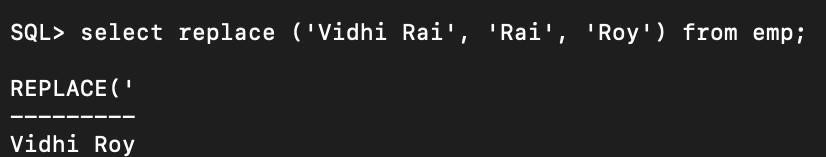 SQL> select replace ('Vidhi Rai', 'Rai', 'Roy') from emp;
REPLACE('
---------
Vidhi Roy